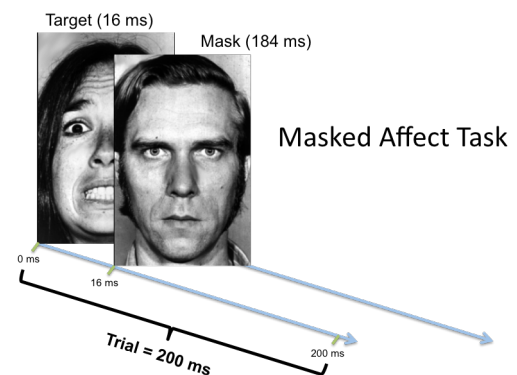 Target (16 ms)
Mask (184 ms)
Masked Affect Task
0 ms
16 ms
200 ms
Trial = 200 ms